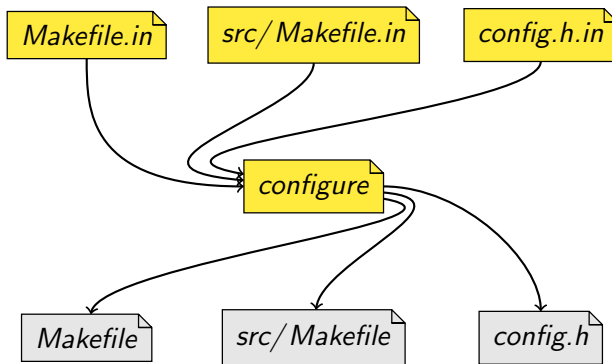 Makefile.in
src/Makefile.in
config.h.in
configure
Makefile
src/Makefile
config.h